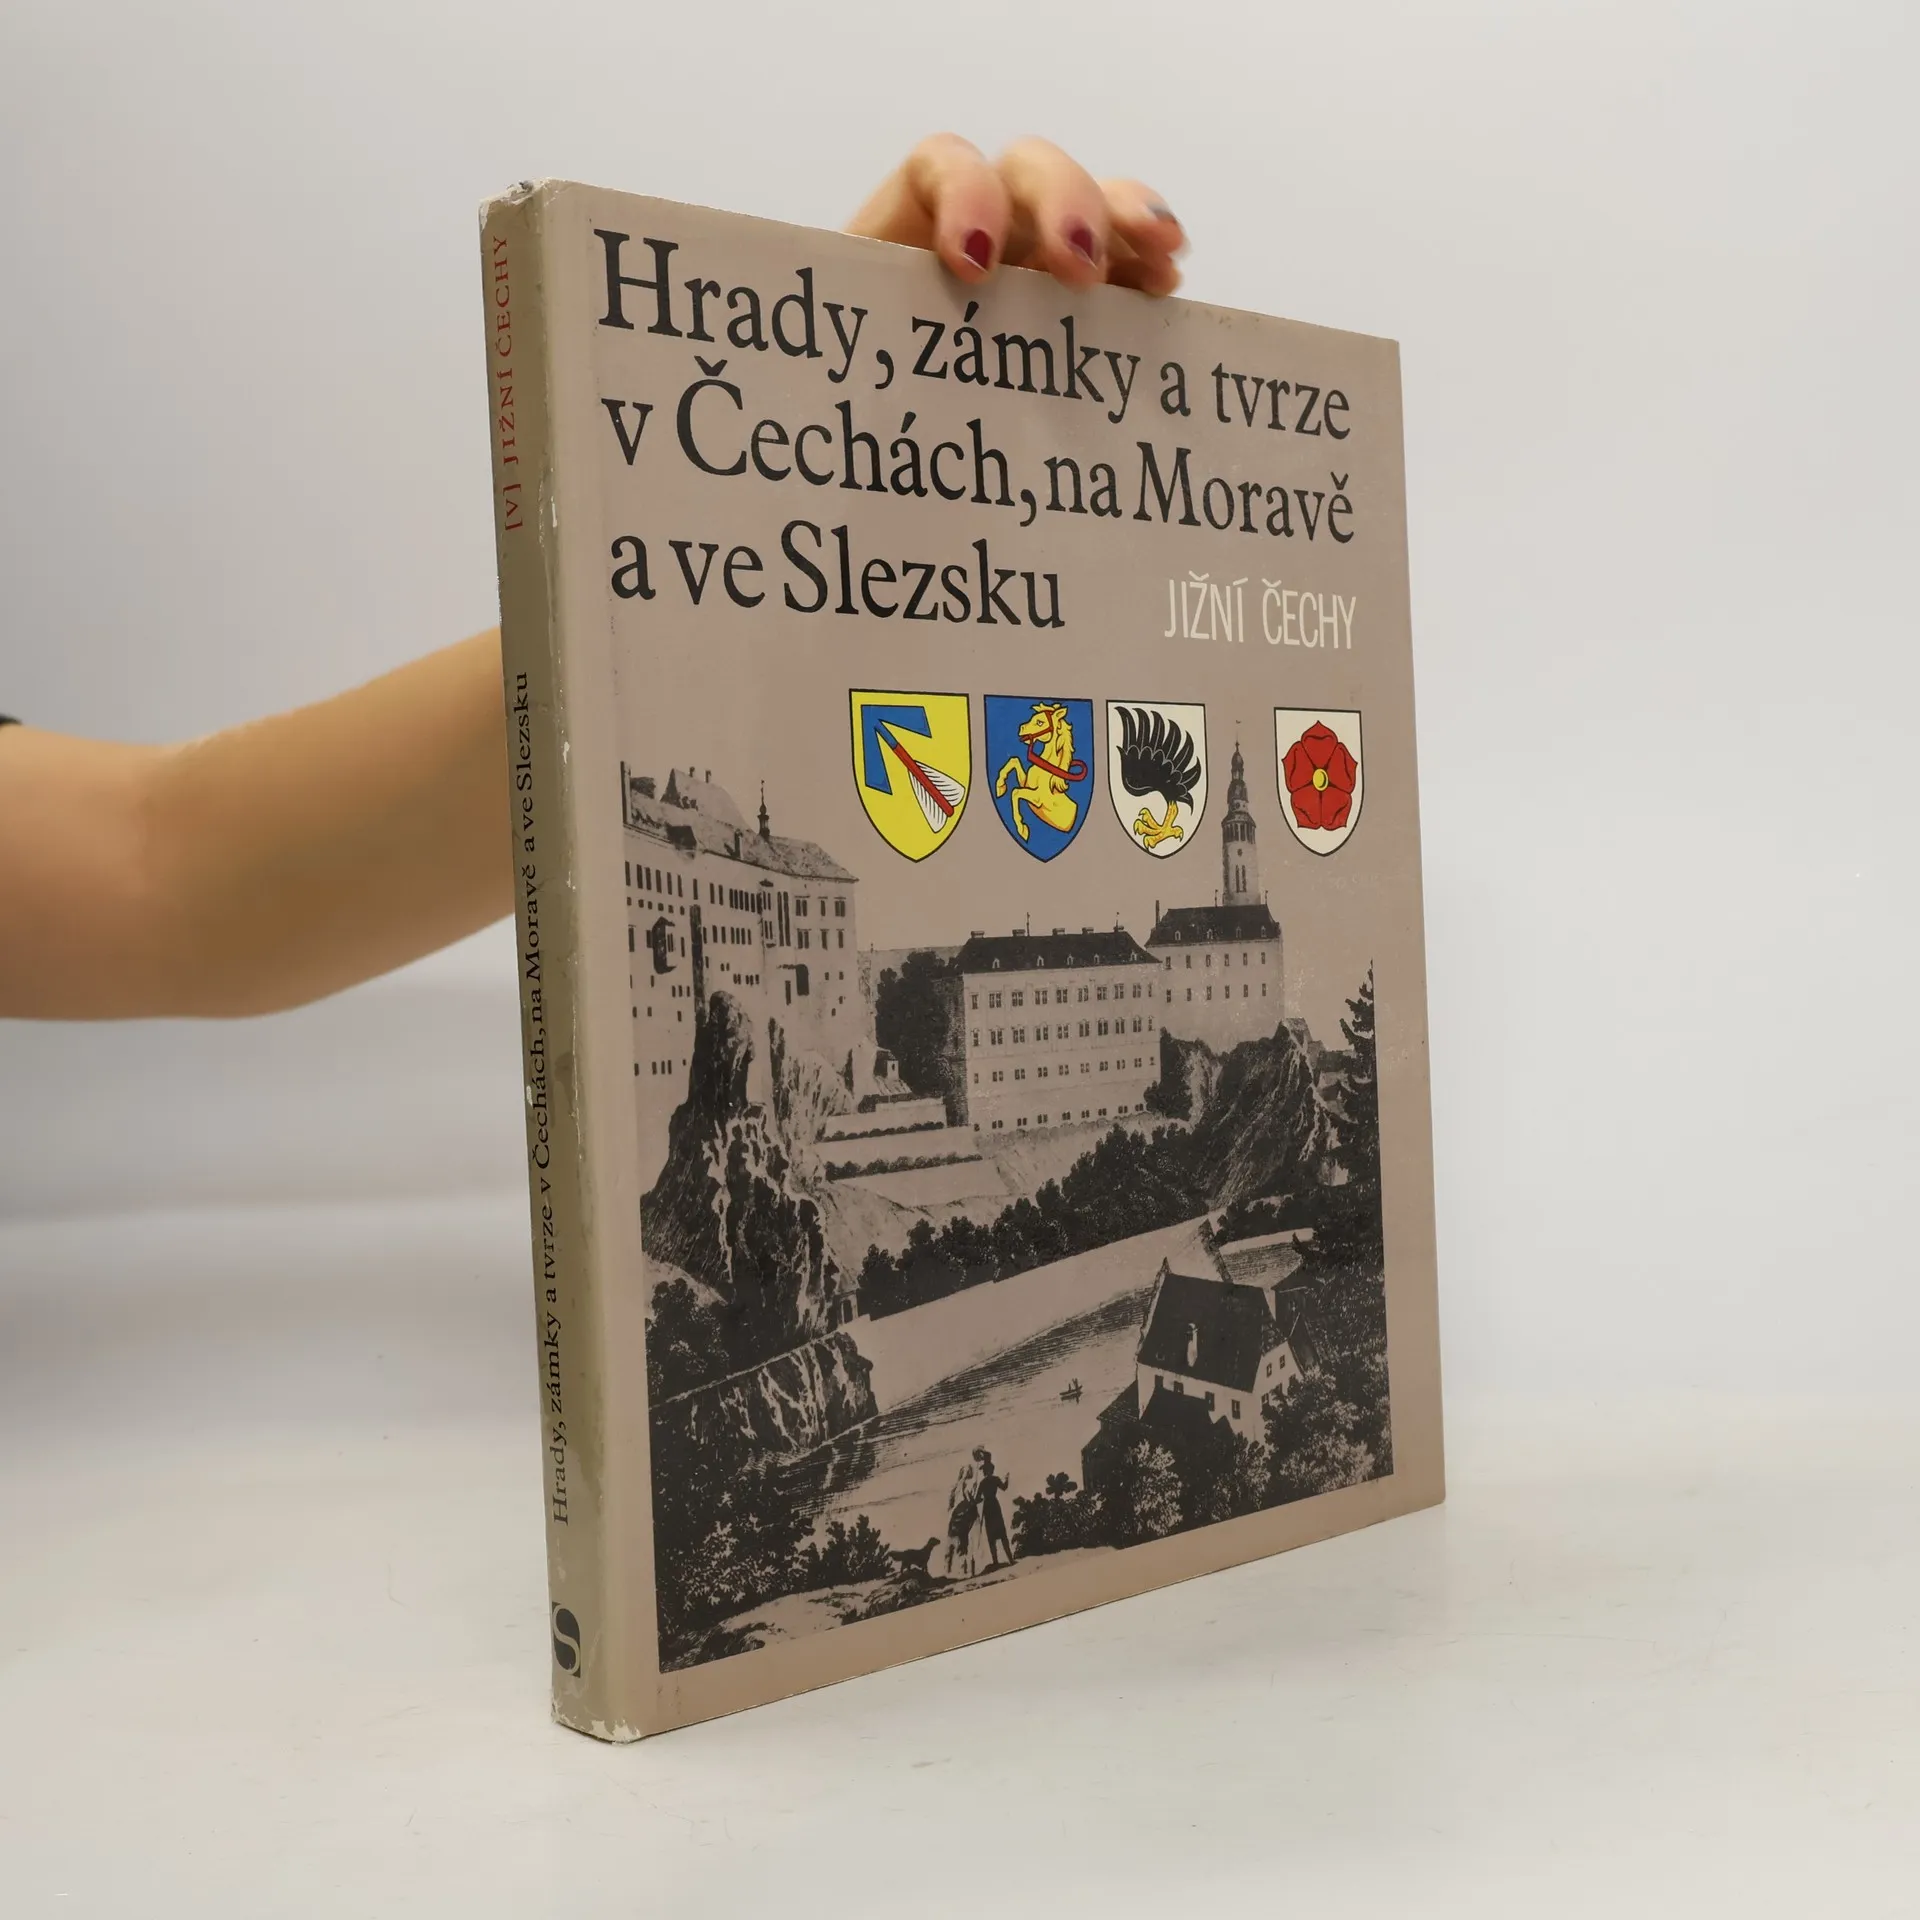 Hrady, zámky a tvrze
v Čechách, na Moravě
a ve Slezsku
JIŽNÍ ČECHY
[V] JIŽNÍ ČECHY
Hrady, zámky a tvrze v Čechách, na Moravě a ve Slezsku
S